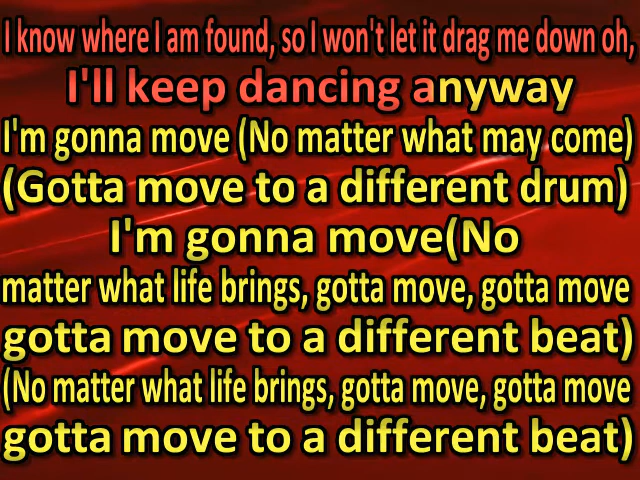 I know where I am found, so I won't let it drag me down oh,
I'll keep dancing anyway
I'm gonna move (No matter what may come)
(Gotta move to a different drum)
I'm gonna move(No
matter what life brings, gotta move, gotta move
gotta move to a different beat)
(No matter what life brings, gotta move, gotta move
gotta move to a different beat)